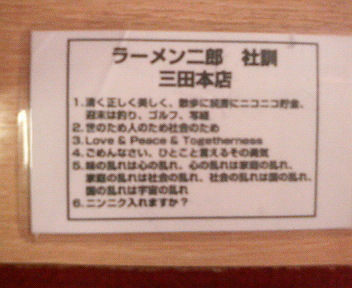 ラーメン二郎 社訓
三田本店
1.清く正しく美しく、散歩に読書にニコニコ貯金、
週末は釣り、ゴルフ、写経
2.世のため人のため社会のため
3.Love & Peace & Togetherness
4.ごめんなさい、ひとこと言えるその勇気
5.味の乱れは心の乱れ、心の乱れは家庭の乱れ、
家庭の乱れは社会の乱れ、社会の乱れは国の乱れ、
国の乱れは宇宙の乱れ
6.ニンニク入れますか？